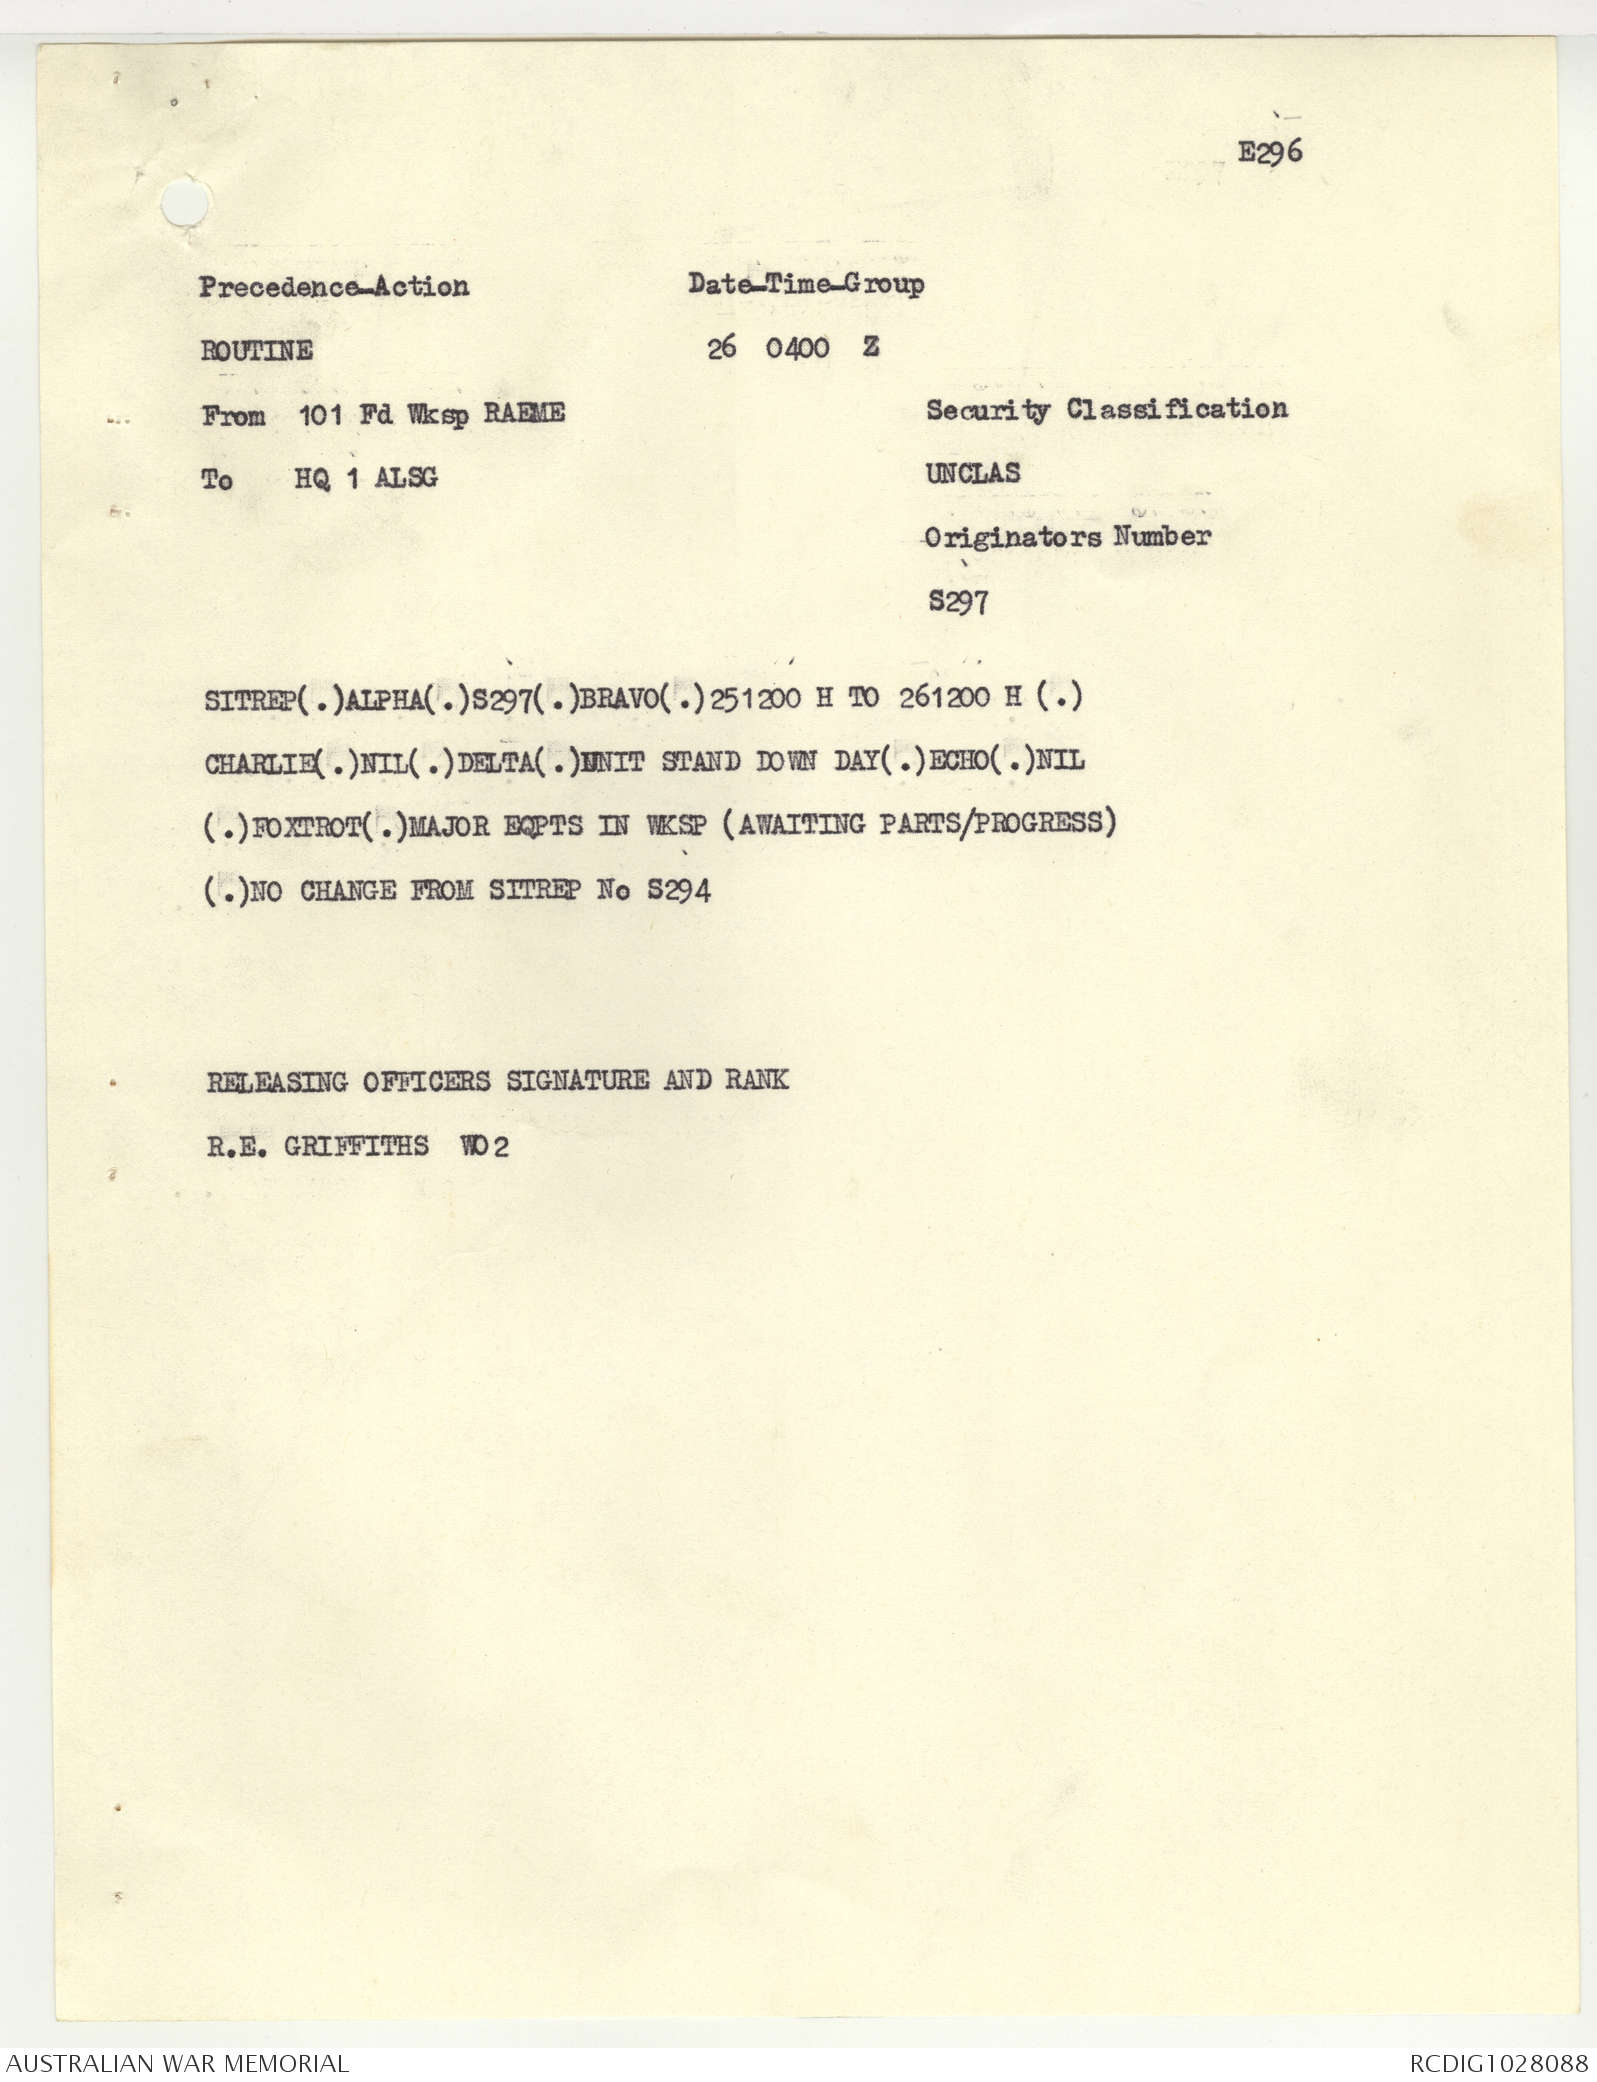 E296
Precedence-Action Date-Time-Group
ROUTINE 26 0400 Z
From 101 Fd Wksp RAEME Security Classification
To HQ 1 ALSG UNCLAS
Originators Number
S297
SITREP(.)ALPHA(.)S297(.)BRAVO(.)251200 H TO 261200 H (.)
CHARLIE(.)NIL(.)DELTA(.)UNIT STAND DOWN DAY(.)ECHO(.)NIL
(.)FOXTROT(.)MAJOR EQPTS IN WKSP (AWAITING PARTS/PROGRESS)
(.)NO CHANGE FROM SITREP No S294
RELEASING OFFICERS SIGNATURE AND RANK
R.E. GRIFFITHS WO2
AUSTRALIAN WAR MEMORIAL RCDIG1028088